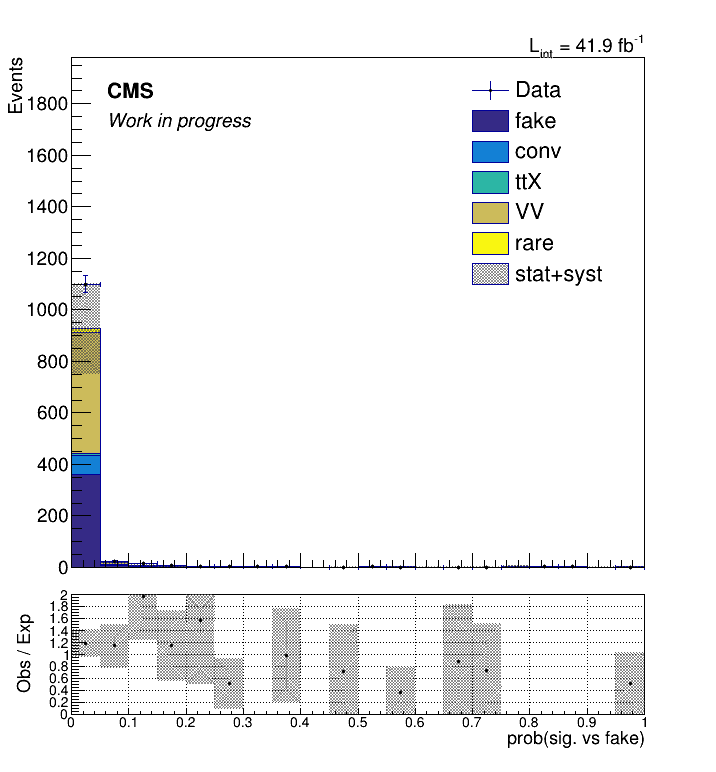 L_int = 41.9 fb^-1
Events
CMS
Work in progress
Data
fake
conv
ttX
VV
rare
stat+syst
1800
1600
1400
1200
1000
800
600
400
200
0
Obs / Exp
2
1.8
1.6
1.4
1.2
1
0.8
0.6
0.4
0.2
0
0 0.1 0.2 0.3 0.4 0.5 0.6 0.7 0.8 0.9 1
prob(sig. vs fake)